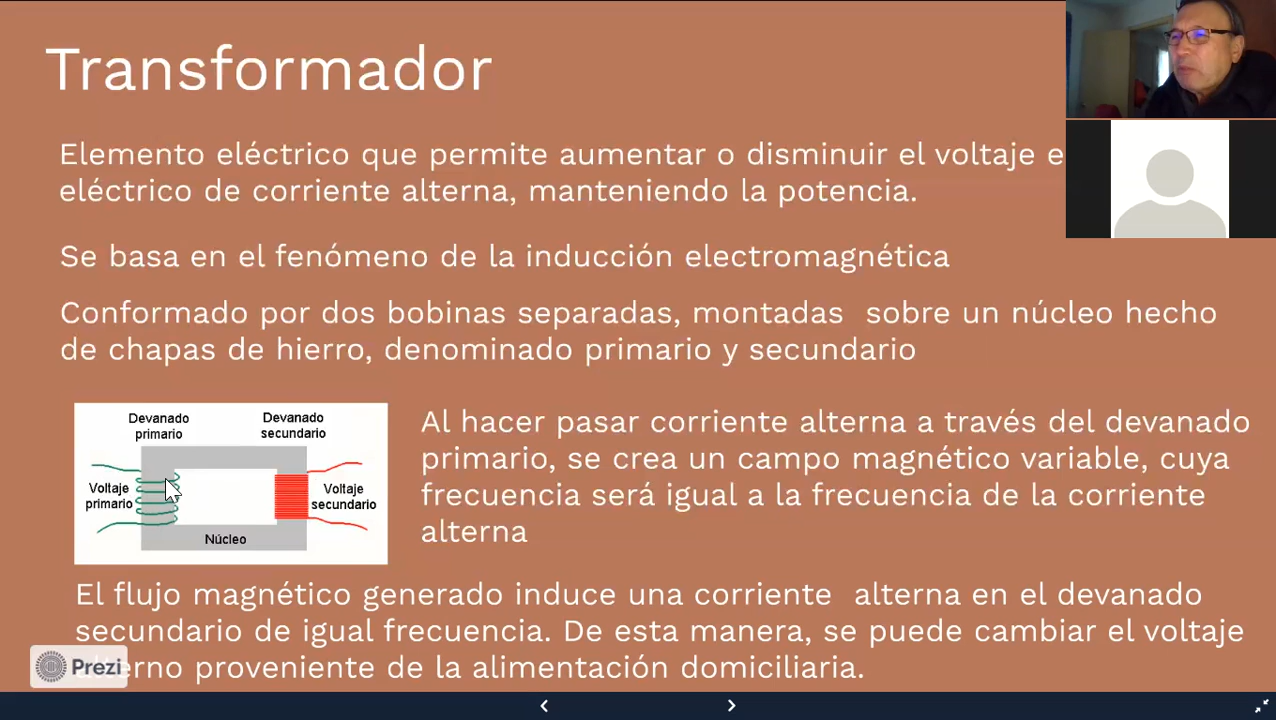 Transformador
Elemento eléctrico que permite aumentar o disminuir el voltaje
eléctrico de corriente alterna, manteniendo la potencia.
Se basa en el fenómeno de la inducción electromagnética
Conformado por dos bobinas separadas, montadas sobre un núcleo hecho
de chapas de hierro, denominado primario y secundario
Devanado
primario
Devanado
secundario
Voltaje
primario
Voltaje
secundario
Núcleo
Al hacer pasar corriente alterna a través del devanado
primario, se crea un campo magnético variable, cuya
frecuencia será igual a la frecuencia de la corriente
alterna
El flujo magnético generado induce una corriente alterna en el devanado
secundario de igual frecuencia. De esta manera, se puede cambiar el voltaje
proveniente de la alimentación domiciliaria.
Prezi